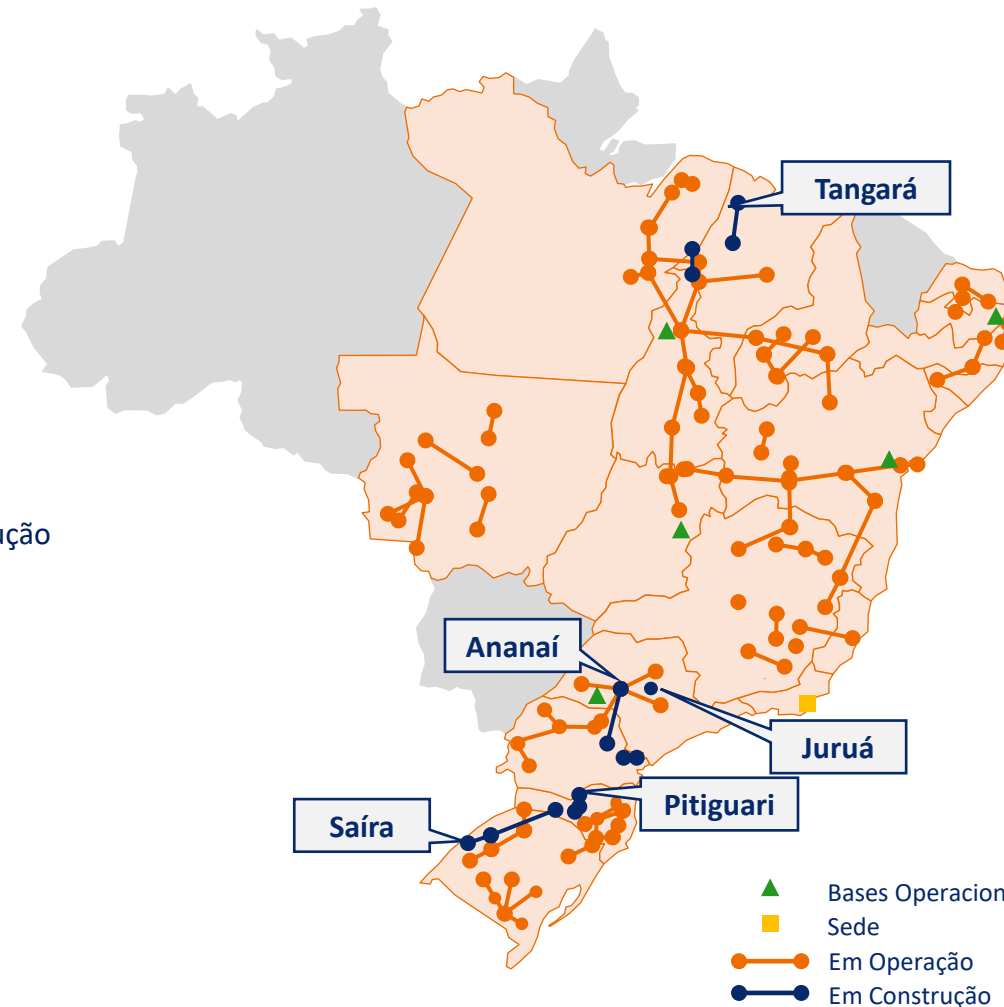 Tangará
ução
Ananaí
Juruá
Pitiguari
Saíra
Bases Operacion
Sede
Em Operação
Em Construção